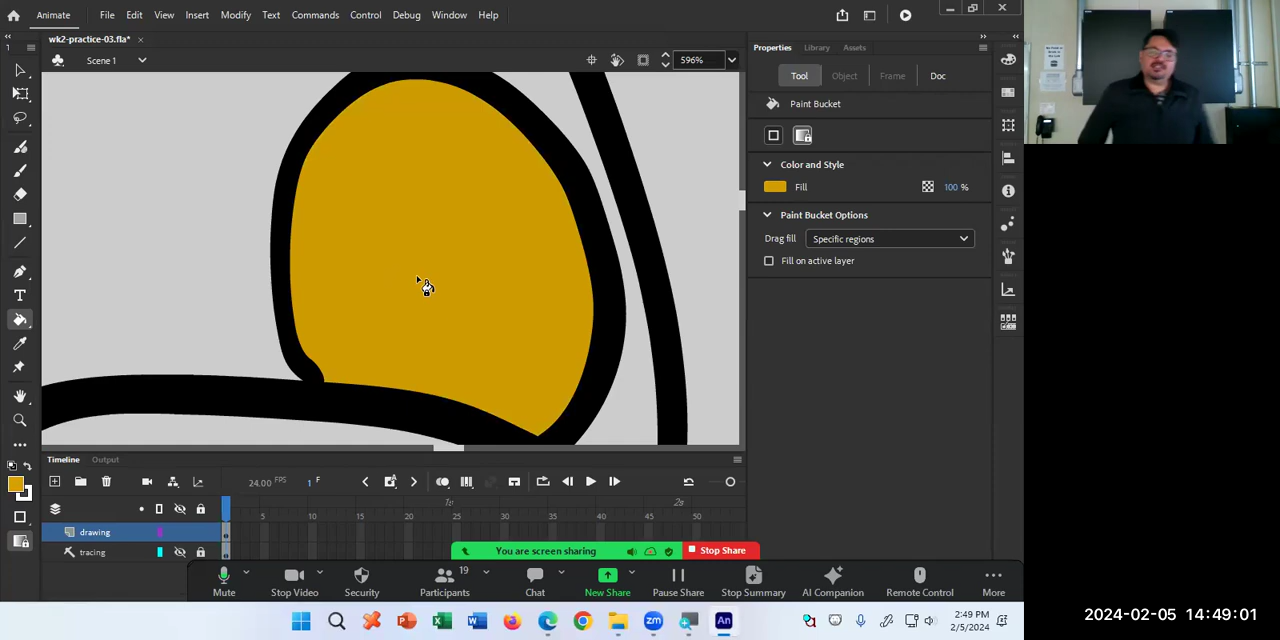 Animate File Edit View Insert Modify Text Commands Control Debug Window Help
wk2-practice-03.fla* ×
Scene 1
596%
Properties Library Assets
Tool Object Frame Doc
Paint Bucket
Color and Style
Fill 100 %
Paint Bucket Options
Drag fill Specific regions
Fill on active layer
Timeline Output
24.00 FPS 1 F
1s 2s
5 10 15 20 25 30 35 40 45 50
drawing
tracing
You are screen sharing Stop Share
19
Mute Stop Video Security Participants Chat New Share Pause Share Stop Summary AI Companion Remote Control More
2:49 PM
2/5/2024
2024-02-05 14:49:01